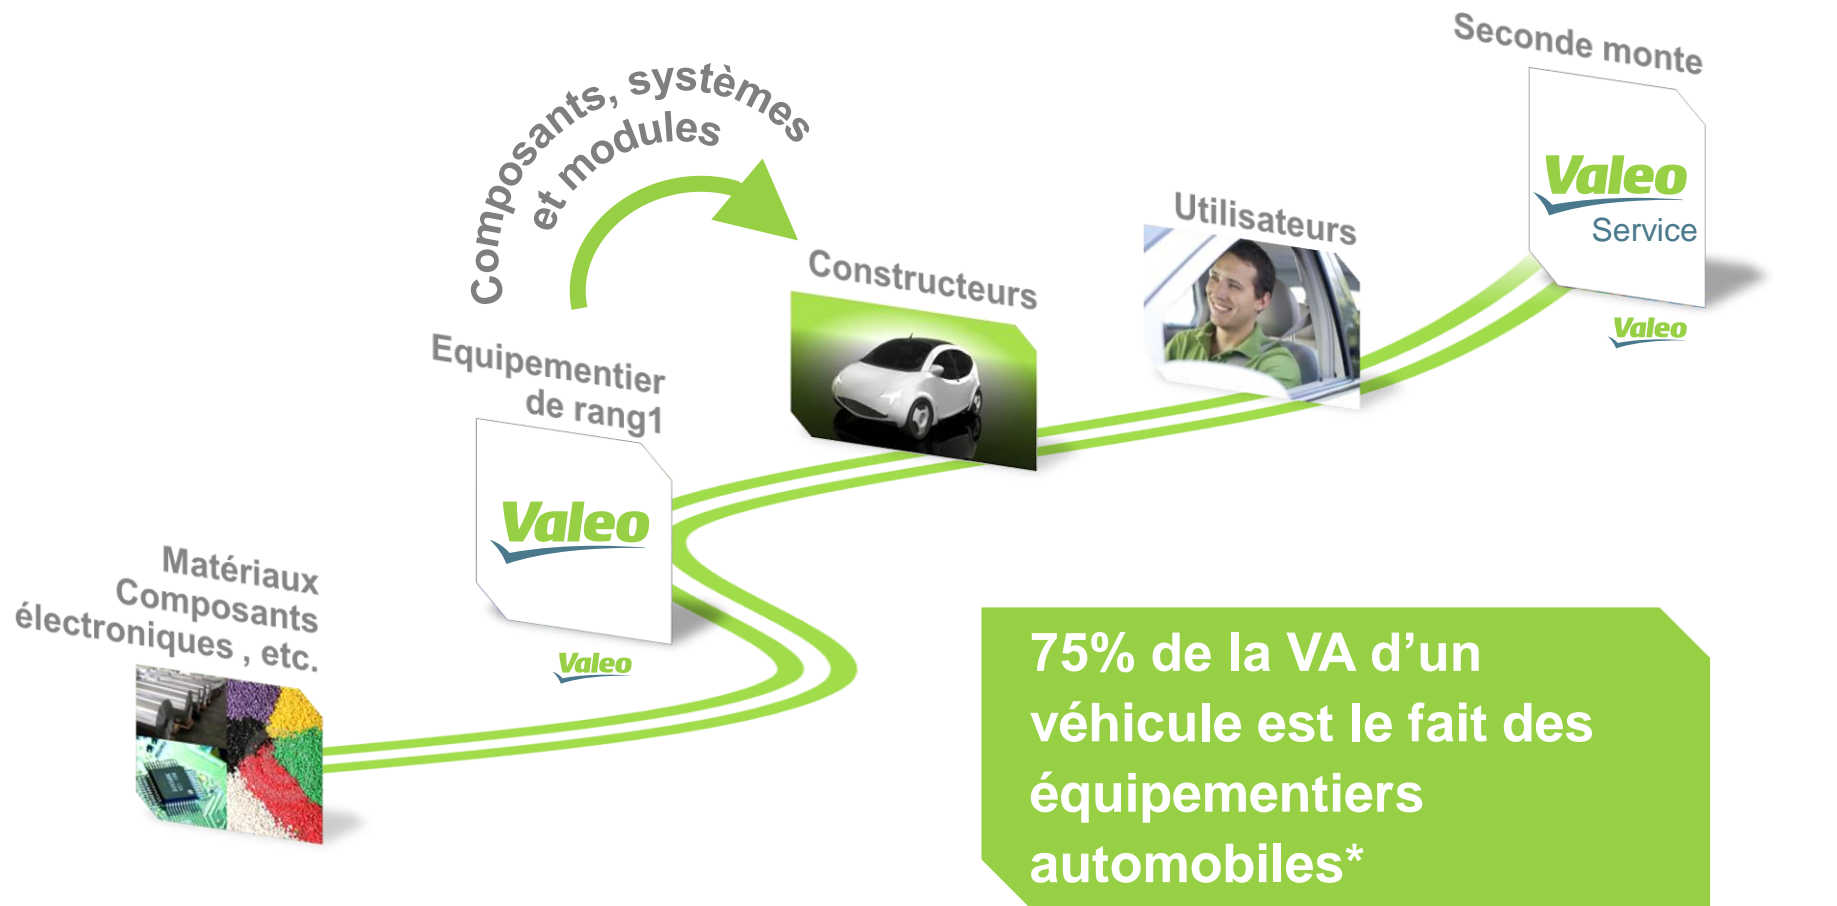 Seconde monte
Valeo
Service
Valeo
Composants, systèmes
et modules
Utilisateurs
Constructeurs
Equipementier
de rang1
Valeo
Valeo
Matériaux
Composants
électroniques , etc.
75% de la VA d’un
véhicule est le fait des
équipementiers
automobiles*